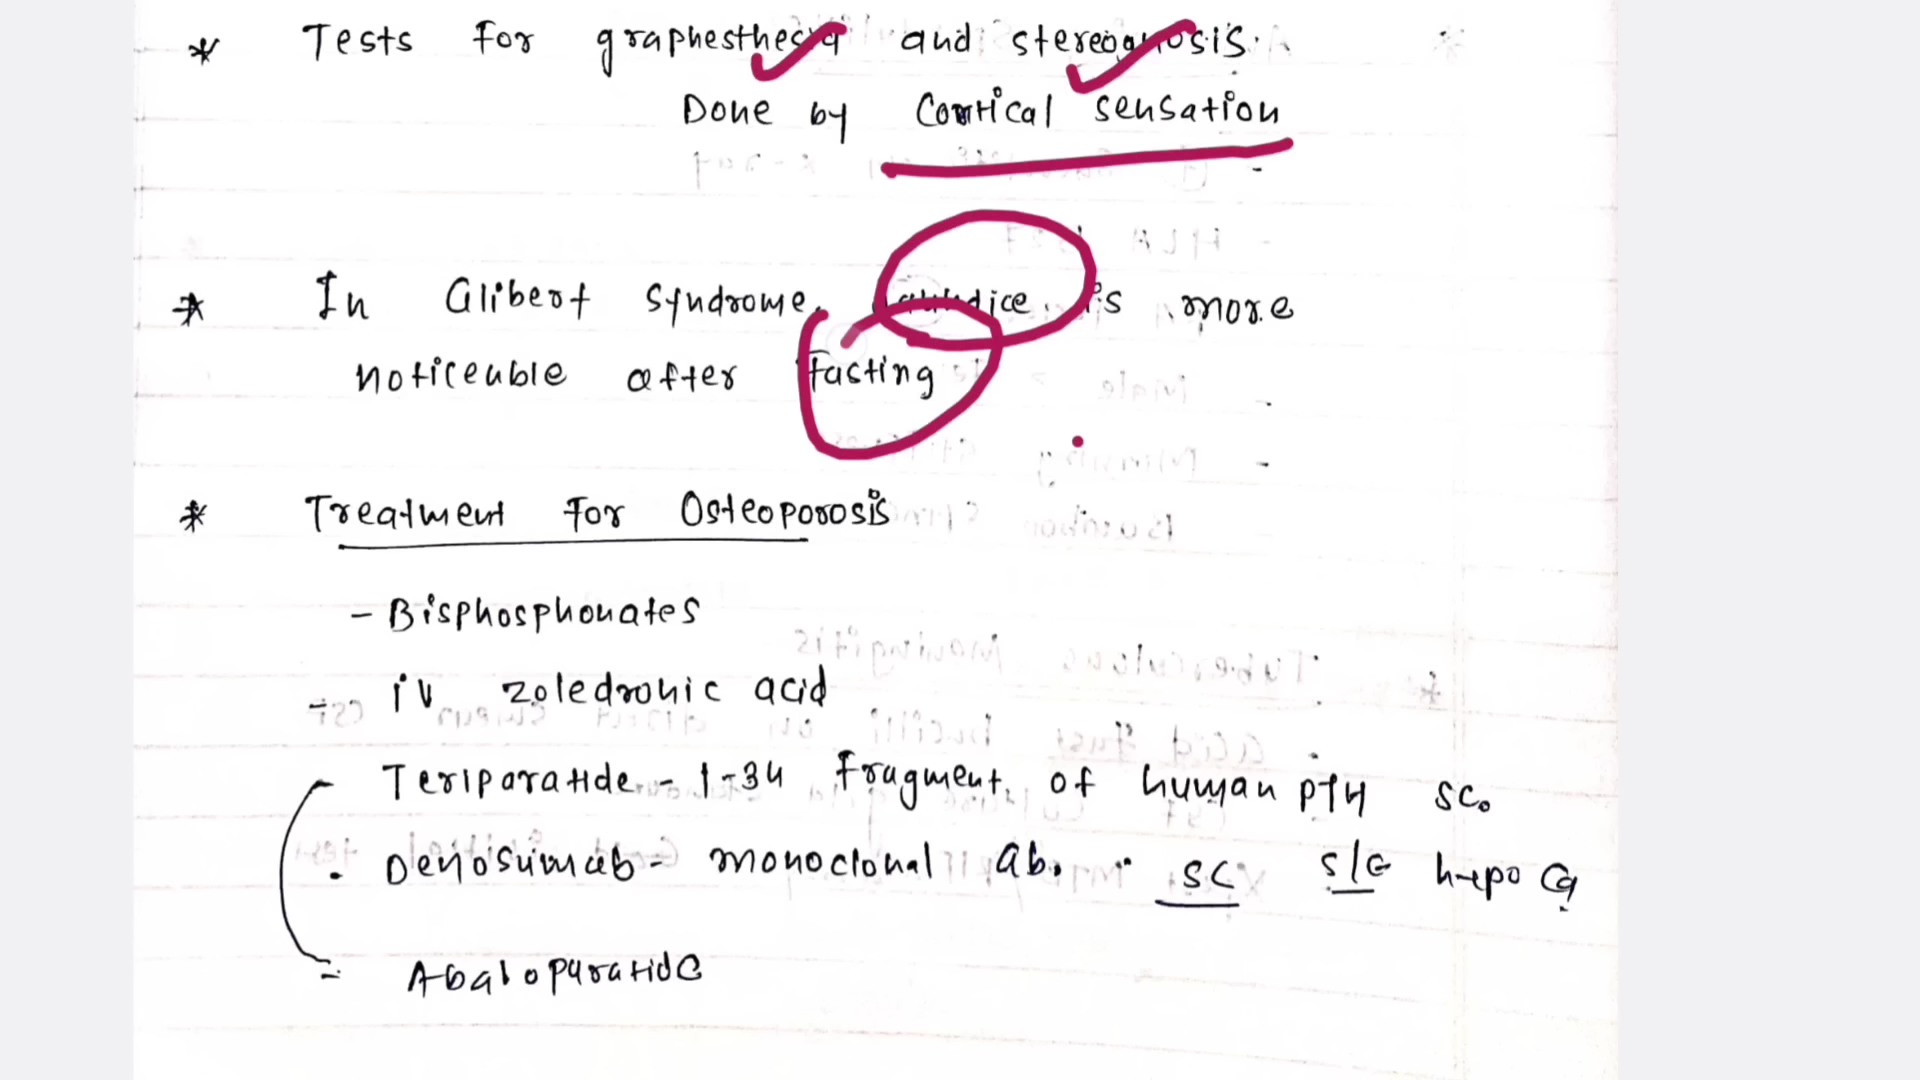 * Tests For graphesthesia and stereognosis.
Done by Cortical sensation
* In Glibert Syndrome, Jaundice is more
noticeable after Fasting
* Treatment For Osteoporosis
- Bisphosphonates
- iv zoledronic acid
- Teriparatide - 1-34 Fragment of human PTH SC.
- Denosumab - monoclonal ab. SC S/E hypo Ca
- Abaloparatide